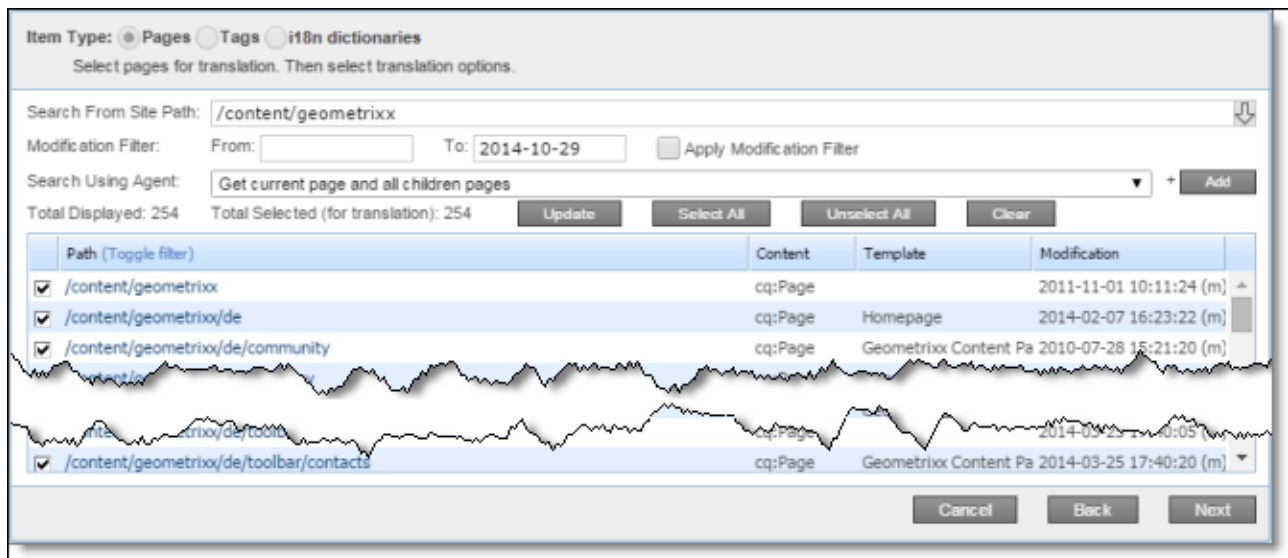 Item Type: Pages Tags i18n dictionaries
Select pages for translation. Then select translation options.
Search From Site Path: /content/geometrixx
Modification Filter: From: To: 2014-10-29 Apply Modification Filter
Search Using Agent: Get current page and all children pages + Add
Total Displayed: 254 Total Selected (for translation): 254 Update Select All Unselect All Clear
Path (Toggle filter) Content Template Modification
/content/geometrixx cq:Page 2011-11-01 10:11:24 (m)
/content/geometrixx/de cq:Page Homepage 2014-02-07 16:23:22 (m)
/content/geometrixx/de/community cq:Page Geometrixx Content Pa 2010-07-28 15:21:20 (m)
cq:Page
/content/geometrixx/de/toolbar/contacts cq:Page Geometrixx Content Pa 2014-03-25 17:40:20 (m)
Cancel Back Next